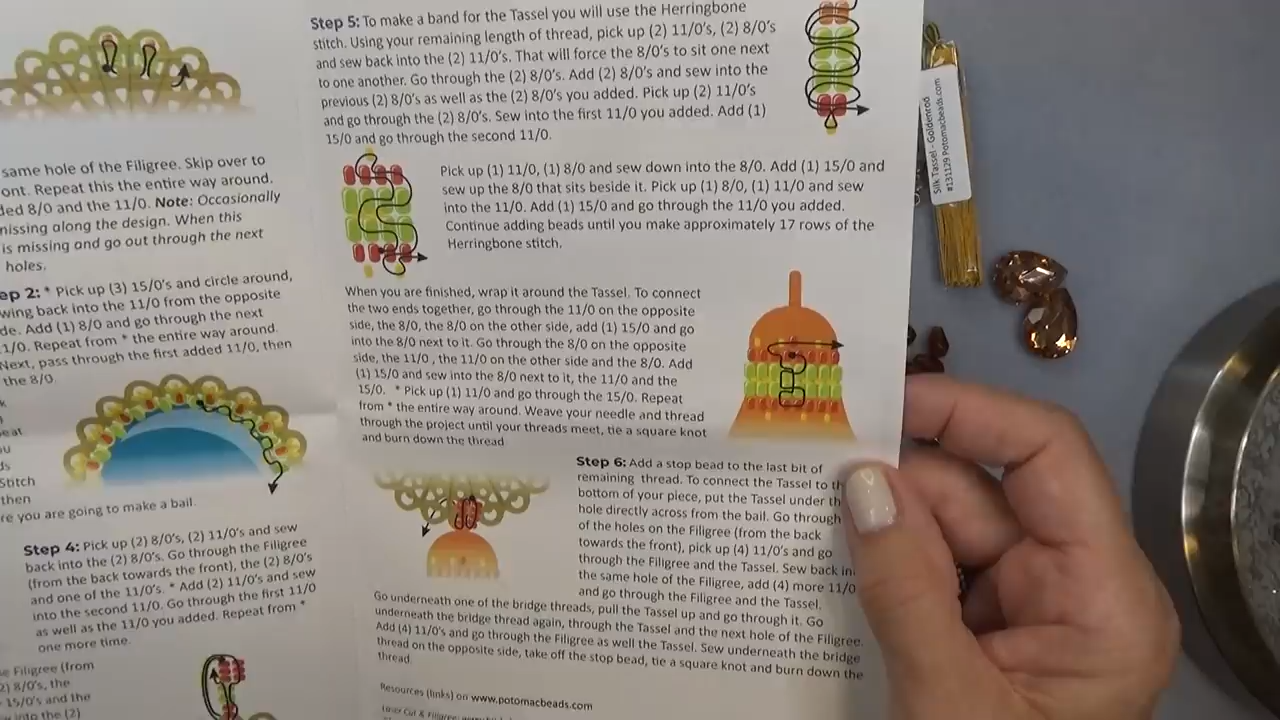 same hole of the Filigree. Skip over to
ont. Repeat this the entire way around.
ded 8/0 and the 11/0. Note: Occasionally
missing along the design. When this
is missing and go out through the next
holes.
ep 2: * Pick up (3) 15/0's and circle around,
wing back into the 11/0 from the opposite
de. Add (1) 8/0 and go through the next
1/0. Repeat from * the entire way around.
Next, pass through the first added 11/0, then
the 8/0.
eat
ou
ds
Stitch
then
re you are going to make a bail.
Step 4: Pick up (2) 8/0's, (2) 11/0's and sew
back into the (2) 8/0's. Go through the Filigree
(from the back towards the front), the (2) 8/0's
and one of the 11/0's. * Add (2) 11/0's and sew
into the second 11/0. Go through the first 11/0
as well as the 11/0 you added. Repeat from *
one more time.
e Filigree (from
2) 8/0's, the
15/0's and the
w into the (2)
Step 5: To make a band for the Tassel you will use the Herringbone
stitch. Using your remaining length of thread, pick up (2) 11/0's, (2) 8/0's
and sew back into the (2) 11/0's. That will force the 8/0's to sit one next
to one another. Go through the (2) 8/0's. Add (2) 8/0's and sew into the
previous (2) 8/0's as well as the (2) 8/0's you added. Pick up (2) 11/0's
and go through the (2) 8/0's. Sew into the first 11/0 you added. Add (1)
15/0 and go through the second 11/0.
Pick up (1) 11/0, (1) 8/0 and sew down into the 8/0. Add (1) 15/0 and
sew up the 8/0 that sits beside it. Pick up (1) 8/0, (1) 11/0 and sew
into the 11/0. Add (1) 15/0 and go through the 11/0 you added.
Continue adding beads until you make approximately 17 rows of the
Herringbone stitch.
When you are finished, wrap it around the Tassel. To connect
the two ends together, go through the 11/0 on the opposite
side, the 8/0, the 8/0 on the other side, add (1) 15/0 and go
into the 8/0 next to it. Go through the 8/0 on the opposite
side, the 11/0 , the 11/0 on the other side and the 8/0. Add
(1) 15/0 and sew into the 8/0 next to it, the 11/0 and the
15/0. * Pick up (1) 11/0 and go through the 15/0. Repeat
from * the entire way around. Weave your needle and thread
through the project until your threads meet, tie a square knot
and burn down the thread
Step 6: Add a stop bead to the last bit of
remaining thread. To connect the Tassel to th
bottom of your piece, put the Tassel under th
hole directly across from the bail. Go through
of the holes on the Filigree (from the back
towards the front), pick up (4) 11/0's and go
through the Filigree and the Tassel. Sew back in
the same hole of the Filigree, add (4) more 11/0
and go through the Filigree and the Tassel.
Go underneath one of the bridge threads, pull the Tassel up and go through it. Go
underneath the bridge thread again, through the Tassel and the next hole of the Filigree.
Add (4) 11/0's and go through the Filigree as well the Tassel. Sew underneath the bridge
thread on the opposite side, take off the stop bead, tie a square knot and burn down the
thread.
Resources (links) on www.potomacbeads.com
Silk Tassel - Goldenrod
#131129 Potomacbeads.com